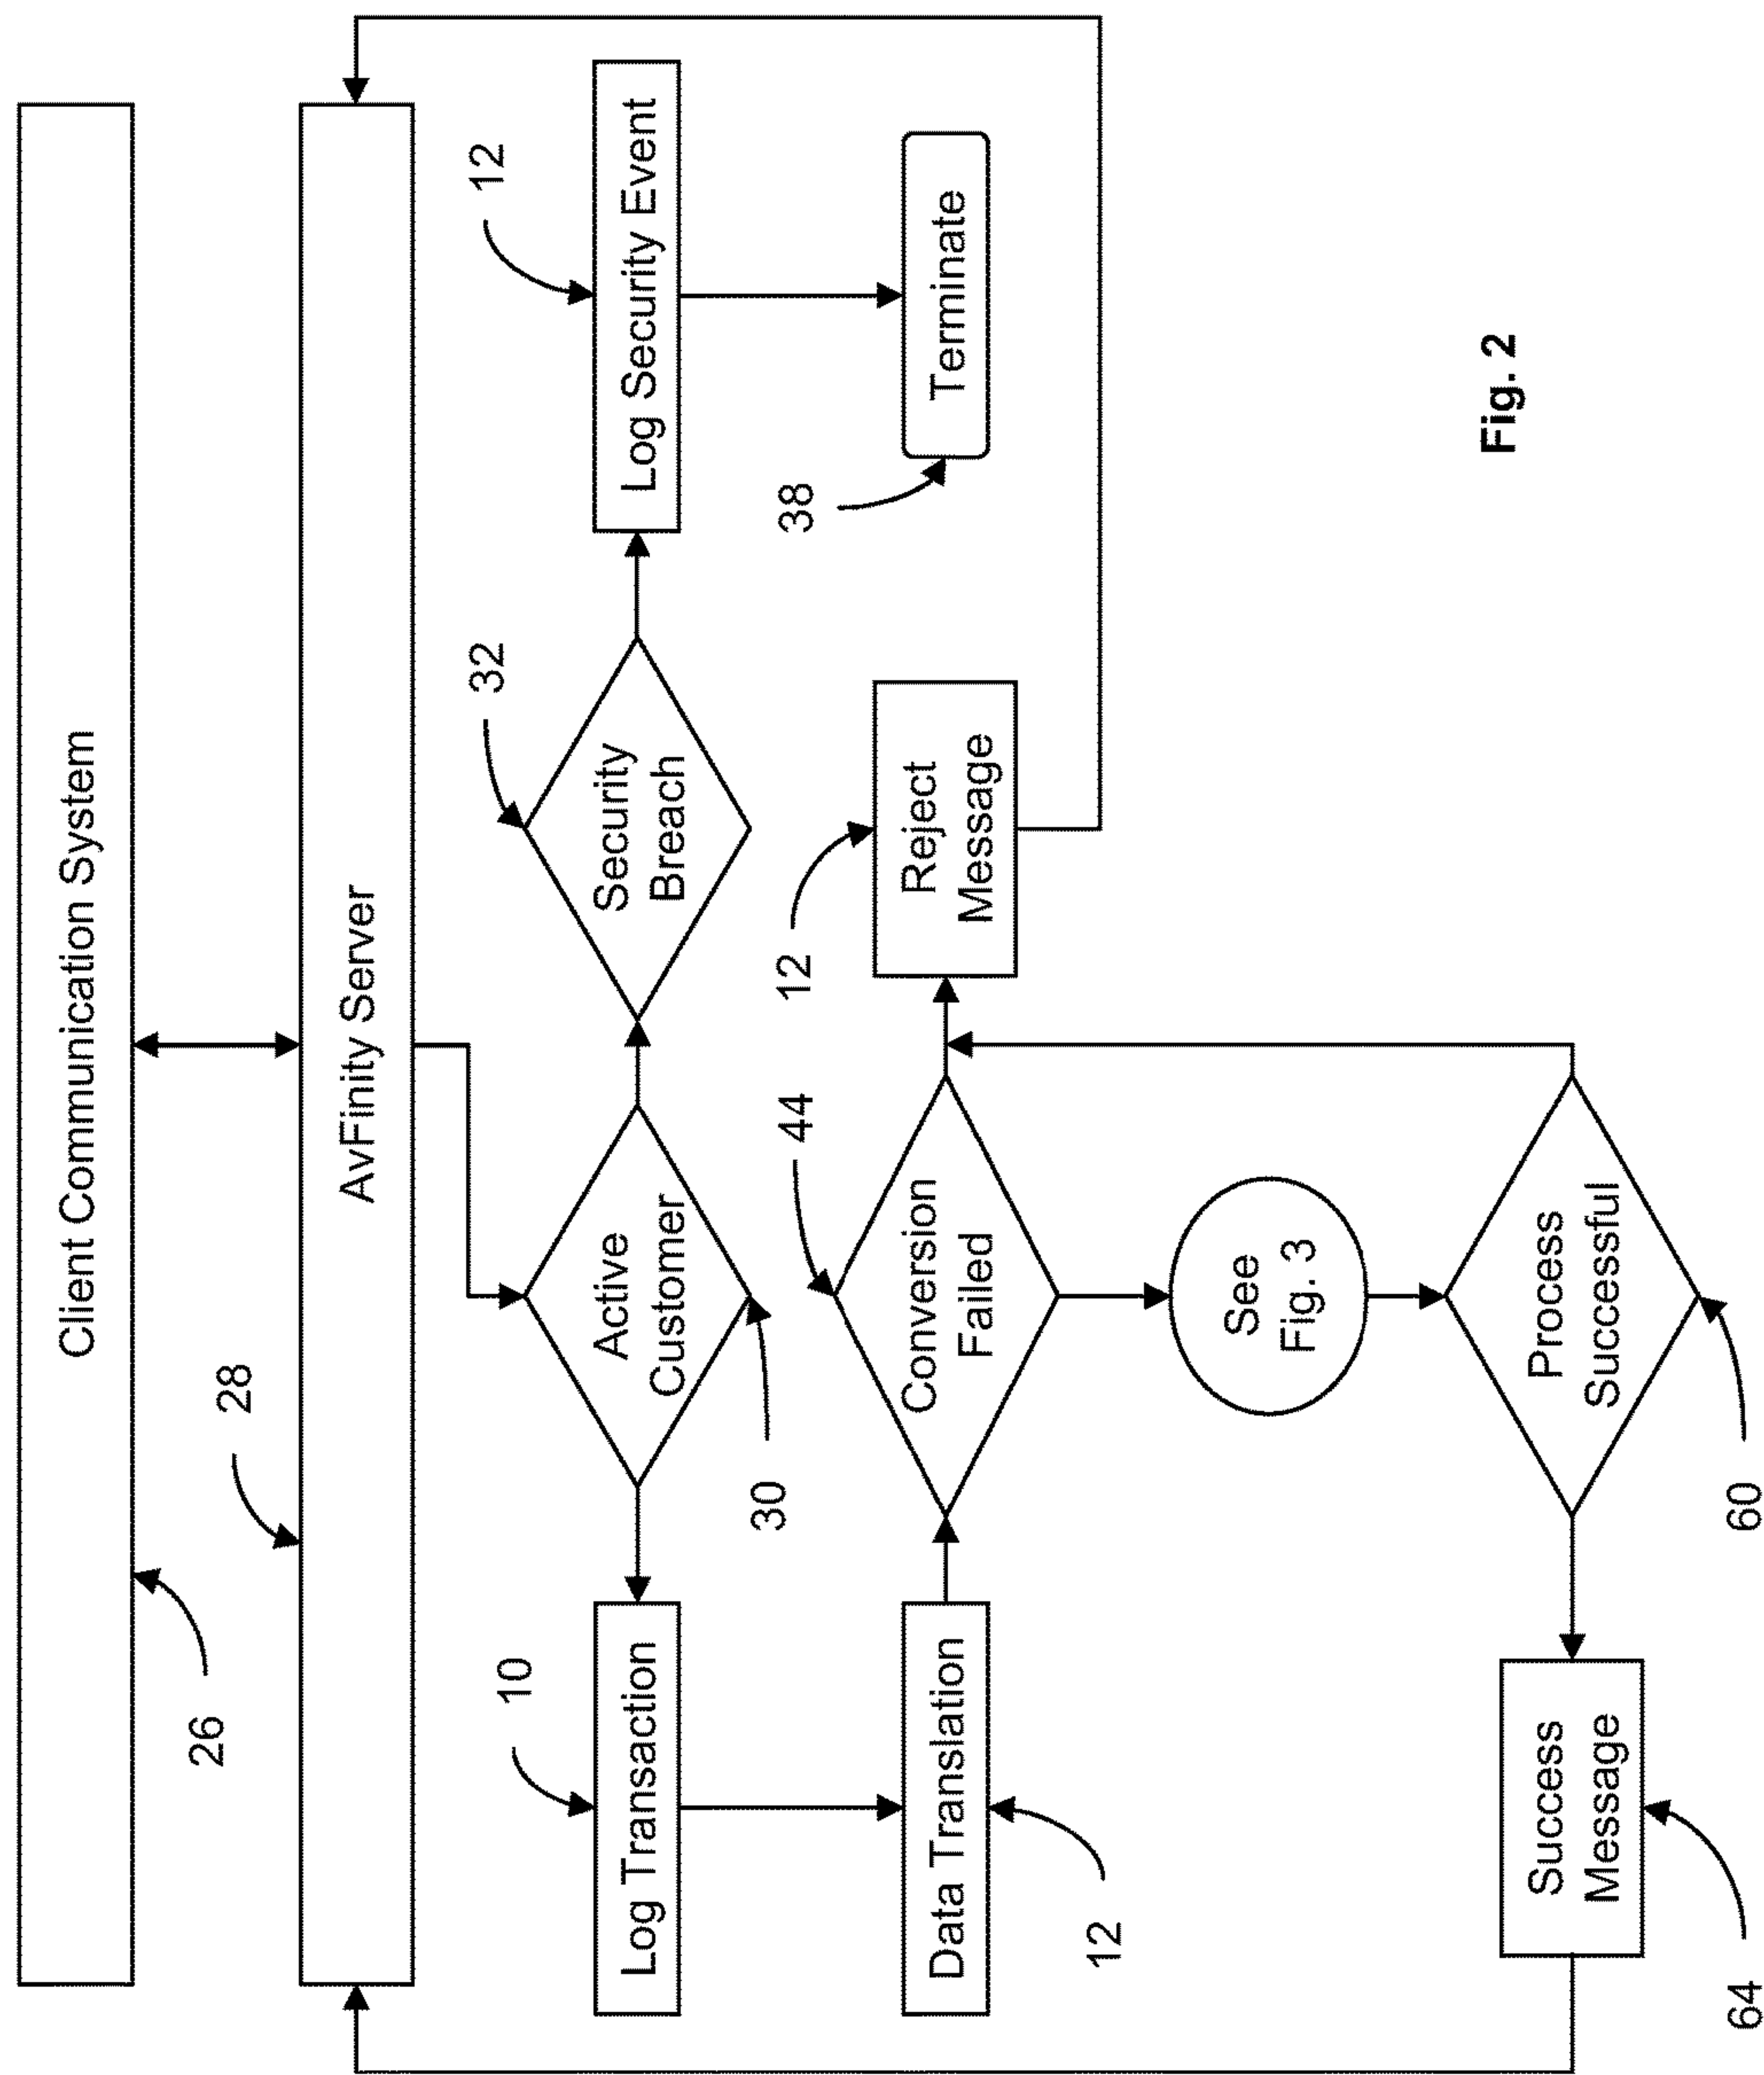 Client Communication System
26
28
AvFinity Server
10
Log Transaction
Active
Customer
30
32
Security
Breach
12
Log Security Event
Data Translation
12
44
Conversion
Failed
12
Reject
Message
38
Terminate
See
Fig. 3
64
Success
Message
60
Process
Successful
Fig. 2